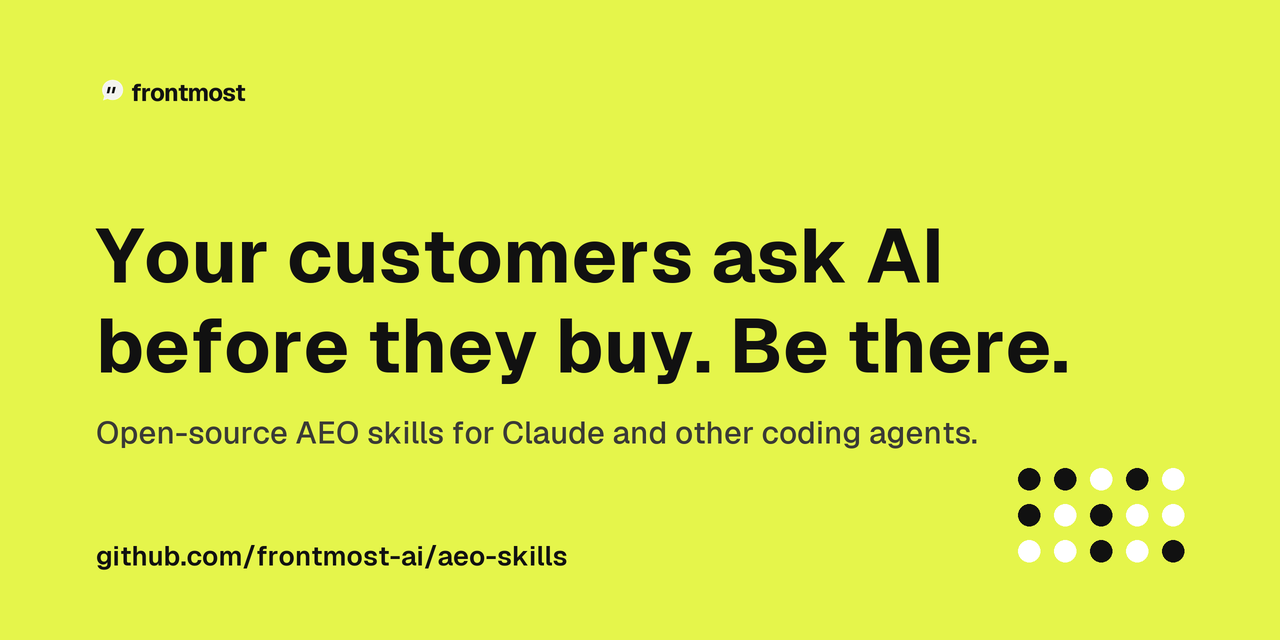 frontmost
Your customers ask AI
before they buy. Be there.
Open-source AEO skills for Claude and other coding agents.
github.com/frontmost-ai/aeo-skills